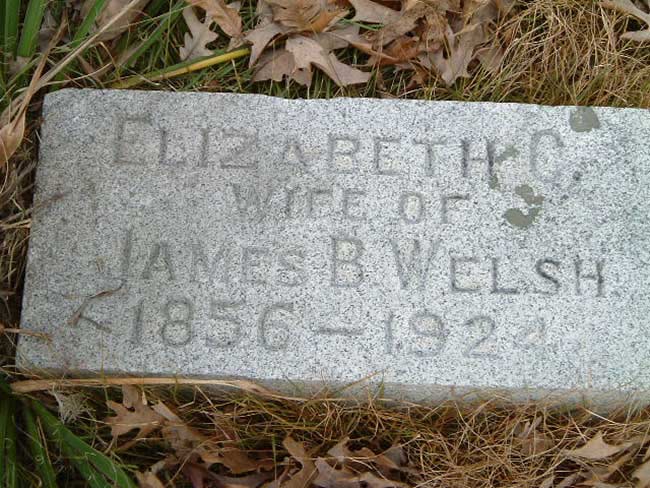 ELIZABETH C.
WIFE OF
JAMES B. WELSH
1856 — 1924